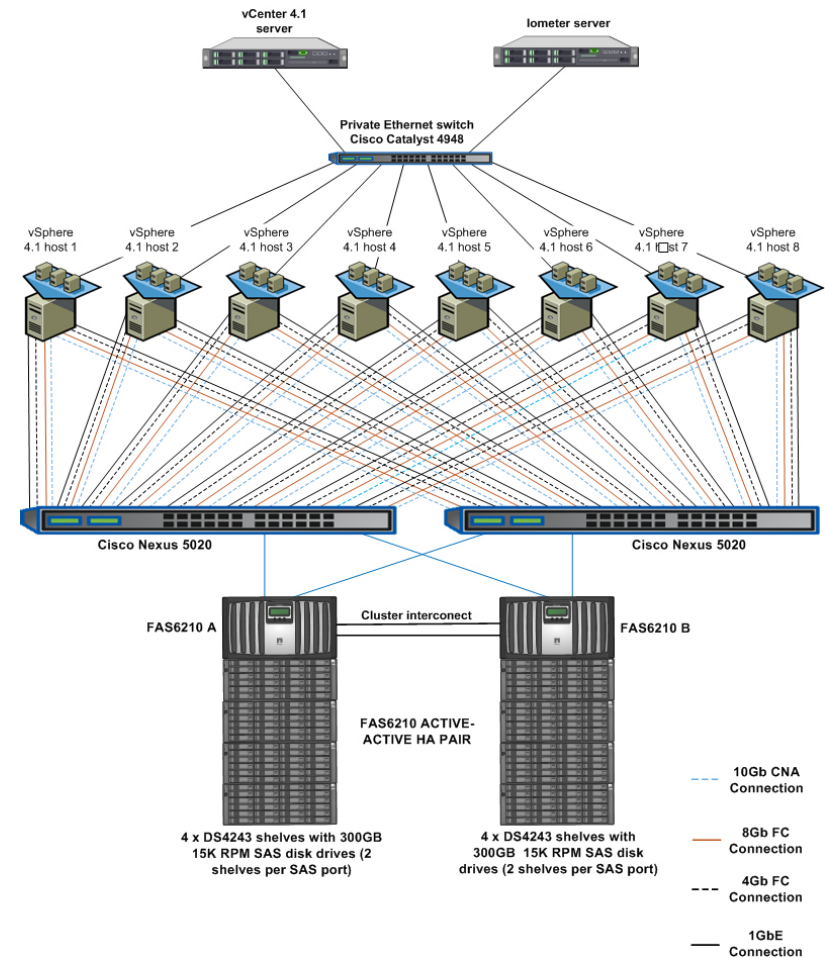 vCenter 4.1
server
Iometer server
Private Ethernet switch
Cisco Catalyst 4948
vSphere
4.1 host 1
vSphere
4.1 host 2
vSphere
4.1 host 3
vSphere
4.1 host 4
vSphere
4.1 host 5
vSphere
4.1 host 6
vSphere
4.1 h□st 7
vSphere
4.1 host 8
Cisco Nexus 5020
Cisco Nexus 5020
FAS6210 A
Cluster interconect
FAS6210 B
FAS6210 ACTIVE-
ACTIVE HA PAIR
4 x DS4243 shelves with 300GB
15K RPM SAS disk drives (2
shelves per SAS port)
4 x DS4243 shelves with
300GB 15K RPM SAS disk
drives (2 shelves per SAS port)
10Gb CNA
Connection
8Gb FC
Connection
4Gb FC
Connection
1GbE
Connection